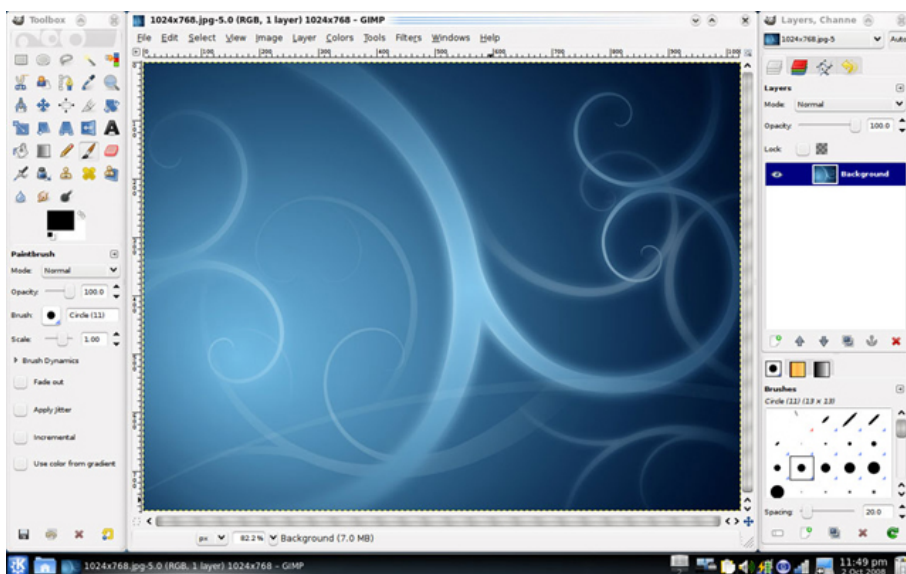 Toolbox
1024x768.jpg-5.0 (RGB, 1 layer) 1024x768 – GIMP
Layers, Channe
File Edit Select View Image Layer Colors Tools Filters Windows Help
1024x768.jpg-5
Auto
Layers
Mode: Normal
Opacity: 100.0
Lock:
Background
Paintbrush
Mode: Normal
Opacity: 100.0
Brush: Circle (11)
Scale: 1.00
Brush Dynamics
Fade out
Apply Jitter
Incremental
Use color from gradient
Brushes
Circle (11) (13 × 13)
Spacing: 20.0
px 82.2% Background (7.0 MB)
1024x768.jpg-5.0 (RGB, 1 layer) 1024x768 – GIMP
11:49 pm
2 Oct 2008